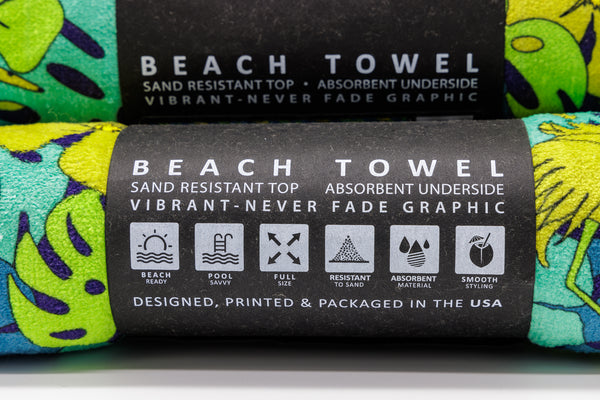 BEACH TOWEL
SAND RESISTANT TOP • ABSORBENT UNDERSIDE
VIBRANT-NEVER FADE GRAPHIC
BEACH TOWEL
SAND RESISTANT TOP ABSORBENT UNDERSIDE
VIBRANT-NEVER FADE GRAPHIC
BEACH READY
POOL SAVVY
FULL SIZE
RESISTANT TO SAND
ABSORBENT MATERIAL
SMOOTH STYLING
DESIGNED, PRINTED & PACKAGED IN THE USA